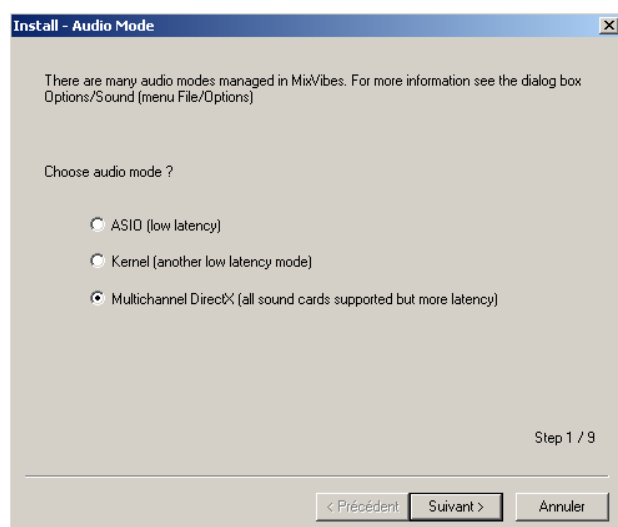 Install - Audio Mode
There are many audio modes managed in MixVibes. For more information see the dialog box
Options/Sound (menu File/Options)
Choose audio mode ?
ASIO (low latency)
Kernel (another low latency mode)
Multichannel DirectX (all sound cards supported but more latency)
Step 1 / 9
< Précédent Suivant > Annuler